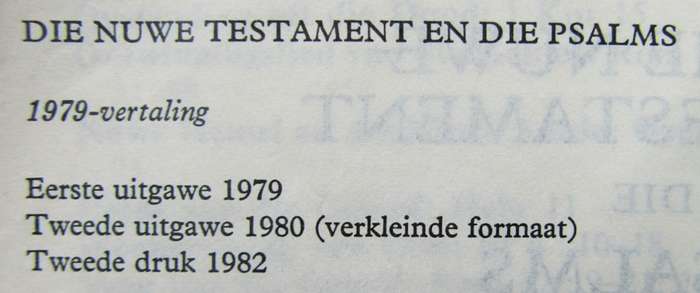 DIE NUWE TESTAMENT EN DIE PSALMS
1979-vertaling
Eerste uitgawe 1979
Tweede uitgawe 1980 (verkleinde formaat)
Tweede druk 1982